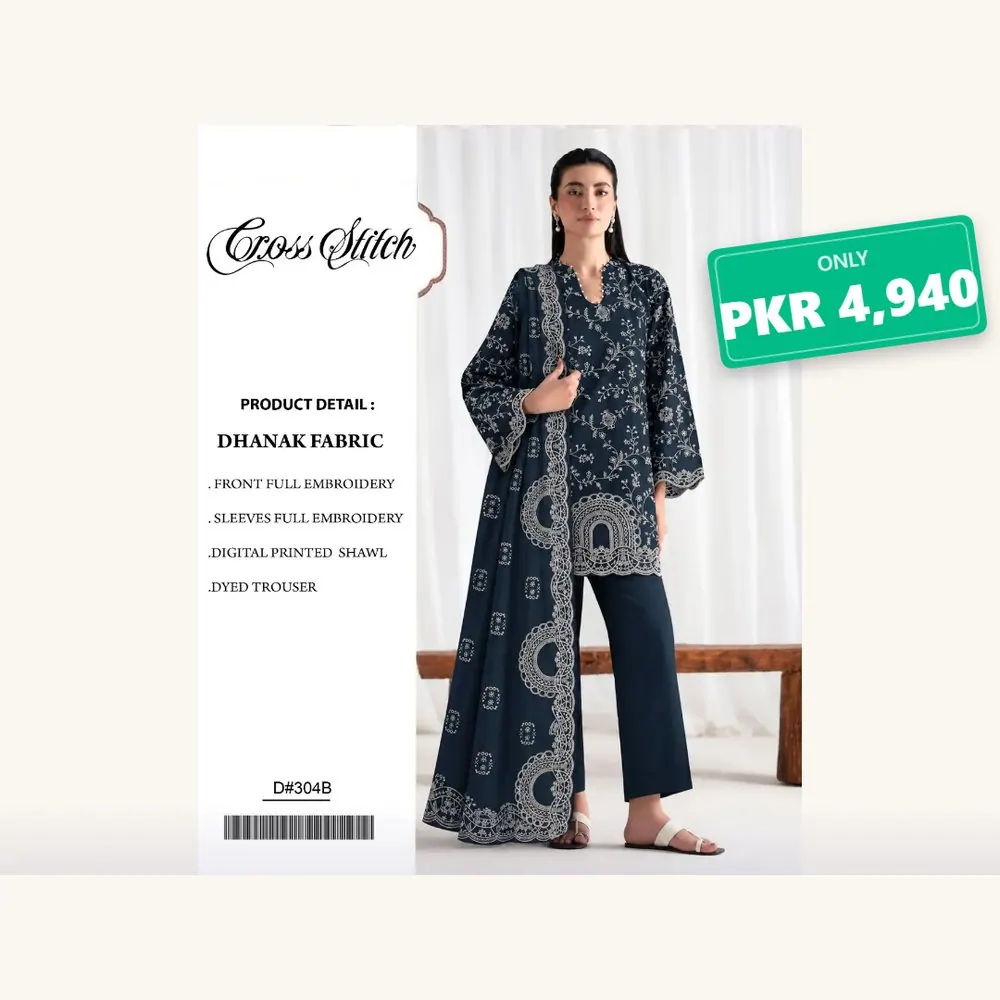 Cross Stitch
ONLY
PKR 4,940
PRODUCT DETAIL :
DHANAK FABRIC
. FRONT FULL EMBROIDERY
. SLEEVES FULL EMBROIDERY
.DIGITAL PRINTED SHAWL
.DYED TROUSER
D#304B